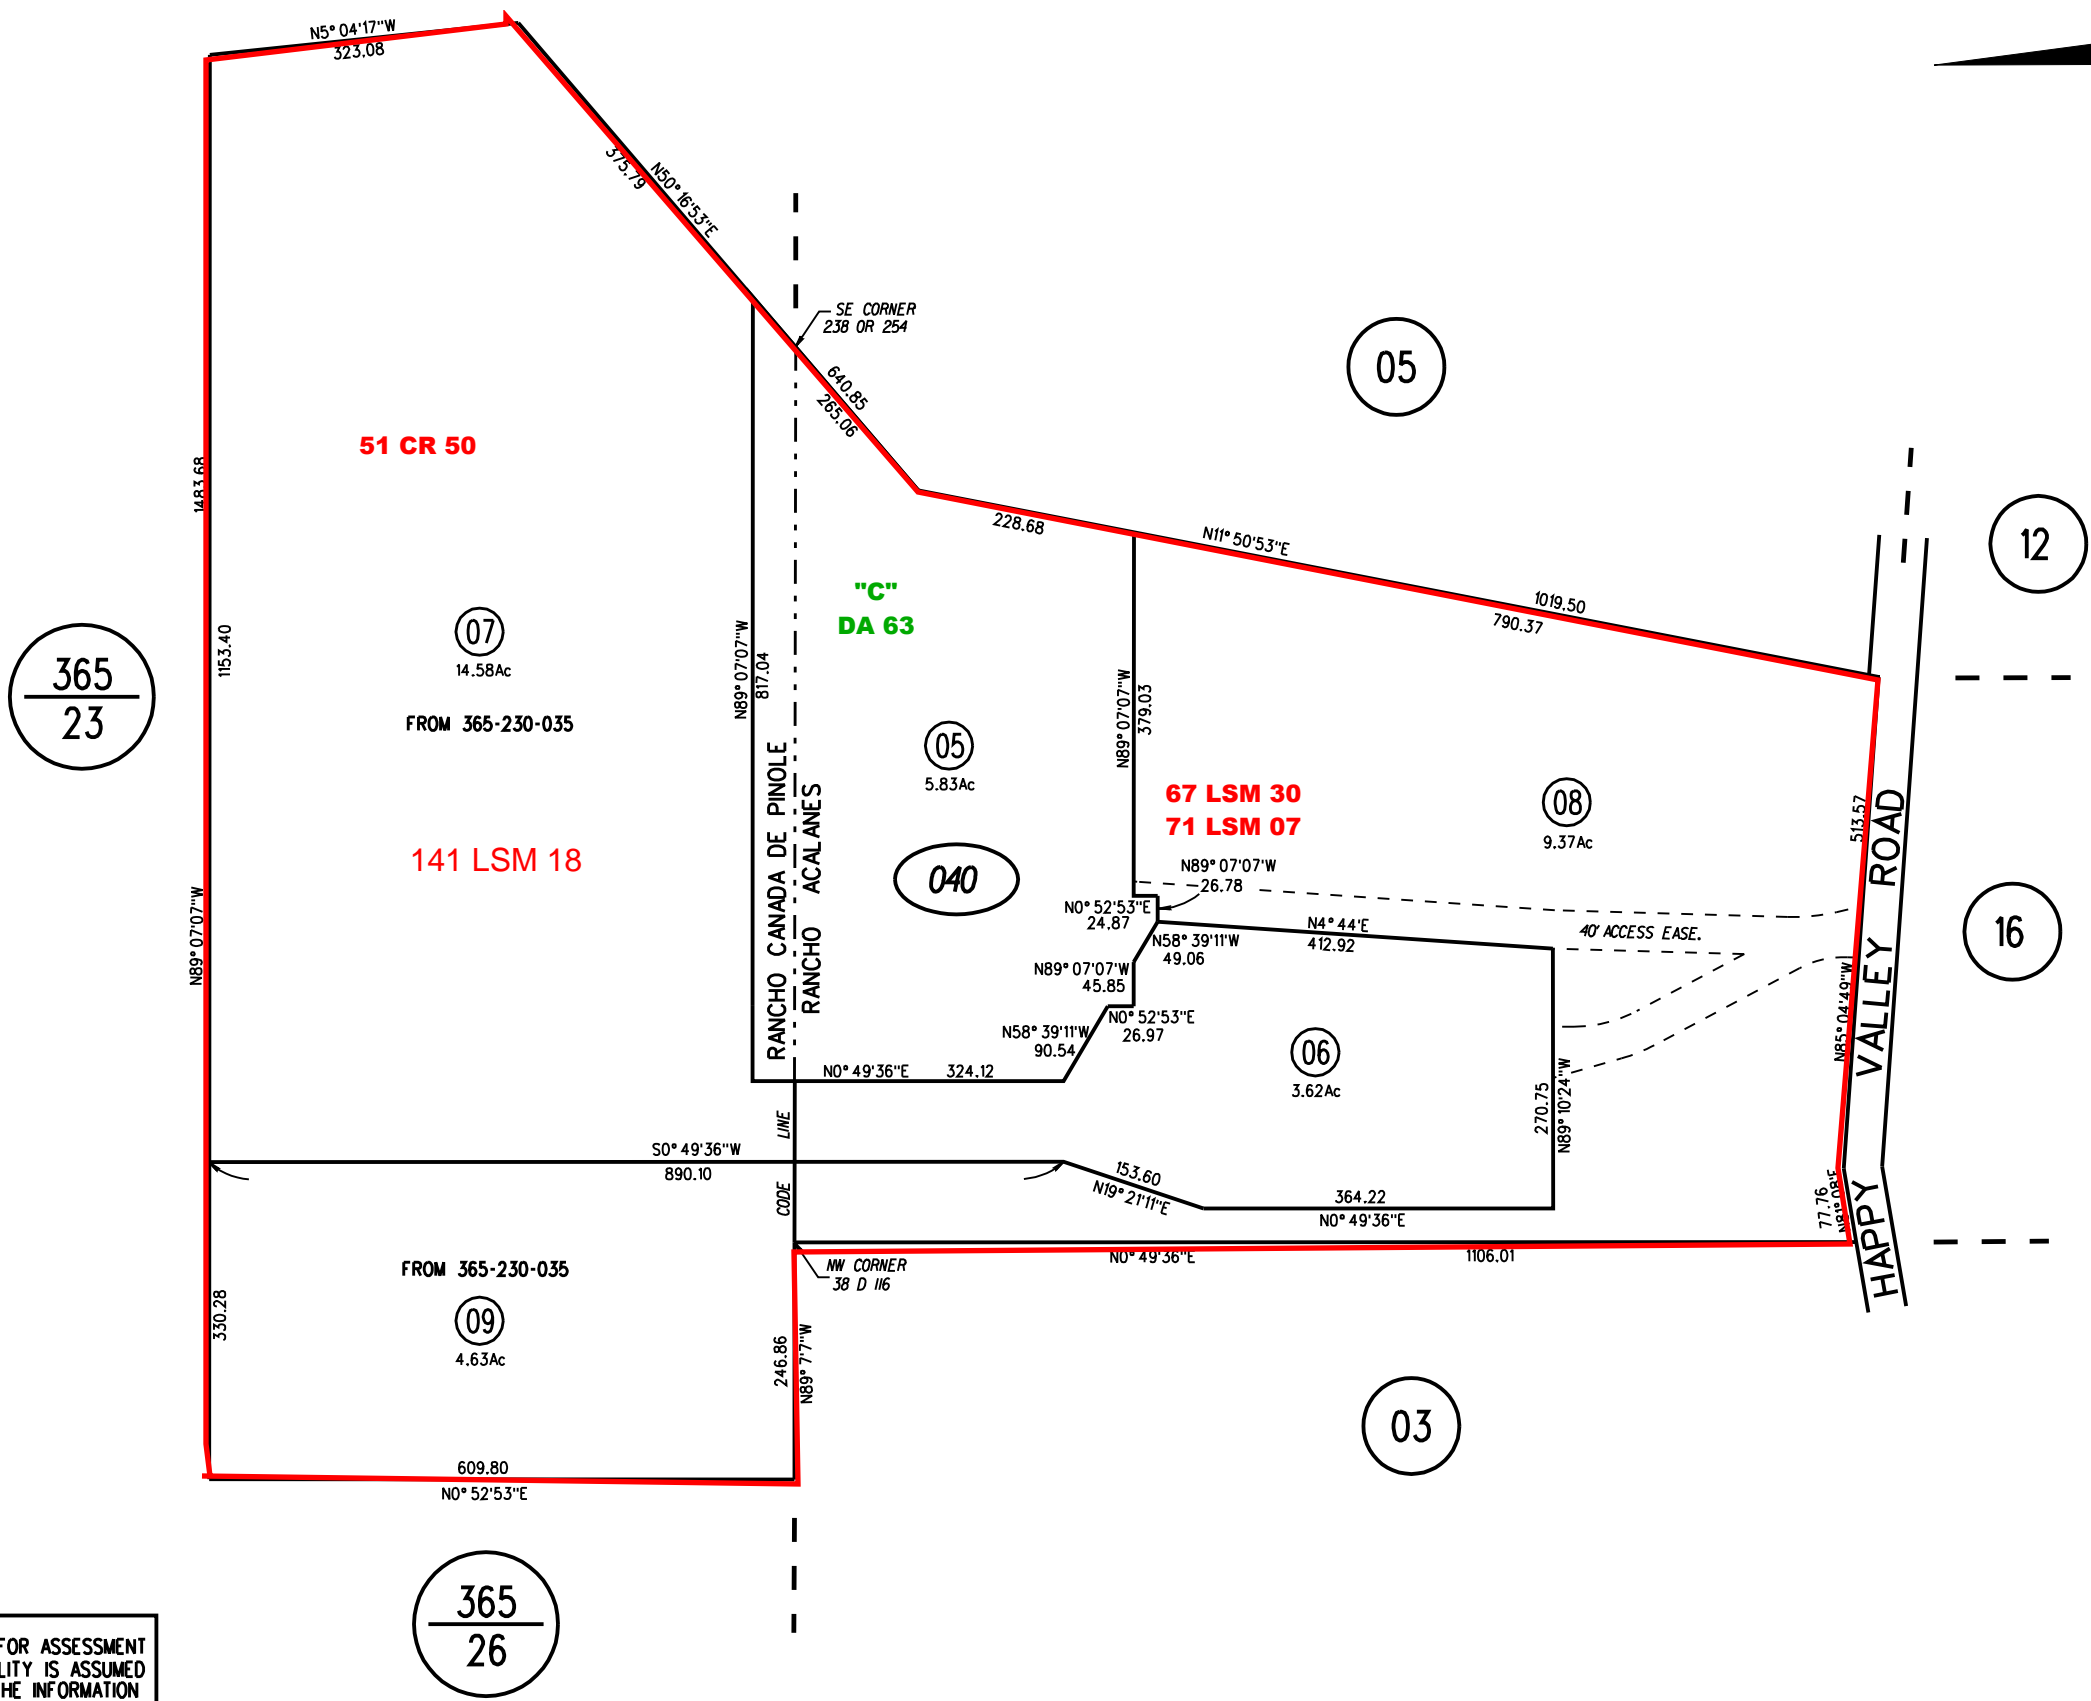 N5° 04'17"W
323.08
375.79
N50° 16'53"E
SE CORNER
238 OR 254
640.85
265.06
05
51 CR 50
1483.68
228.68
N11° 50'53"E
12
"C"
DA 63
1019.50
790.37
07
14.58Ac
1153.40
N89° 07'07"W
817.04
365
23
FROM 365-230-035
N89° 07'07"W
379.03
05
5.83Ac
67 LSM 30
71 LSM 07
08
9.37Ac
513.57
141 LSM 18
RANCHO CANADA DE PINOLE
RANCHO ACALANES
040
N89° 07'07"W
26.78
N0° 52'53"E
24.87
N4° 44'E
412.92
40' ACCESS EASE.
16
N89° 07'07"W
N58° 39'11"W
49.06
N89° 07'07"W
45.85
N0° 52'53"E
26.97
N58° 39'11"W
90.54
06
3.62Ac
N85° 04'49"W
HAPPY VALLEY ROAD
N0° 49'36"E 324.12
270.75
N89° 10'24"W
CODE LINE
S0° 49'36"W
890.10
153.60
N19° 21'11"E
364.22
N0° 49'36"E
77.76
N81° 08'E
N0° 49'36"E
1106.01
NW CORNER
38 D 116
FROM 365-230-035
09
4.63Ac
330.28
246.86
N89° 7'7"W
03
609.80
N0° 52'53"E
365
26
FOR ASSESSMENT
LITY IS ASSUMED
HE INFORMATION